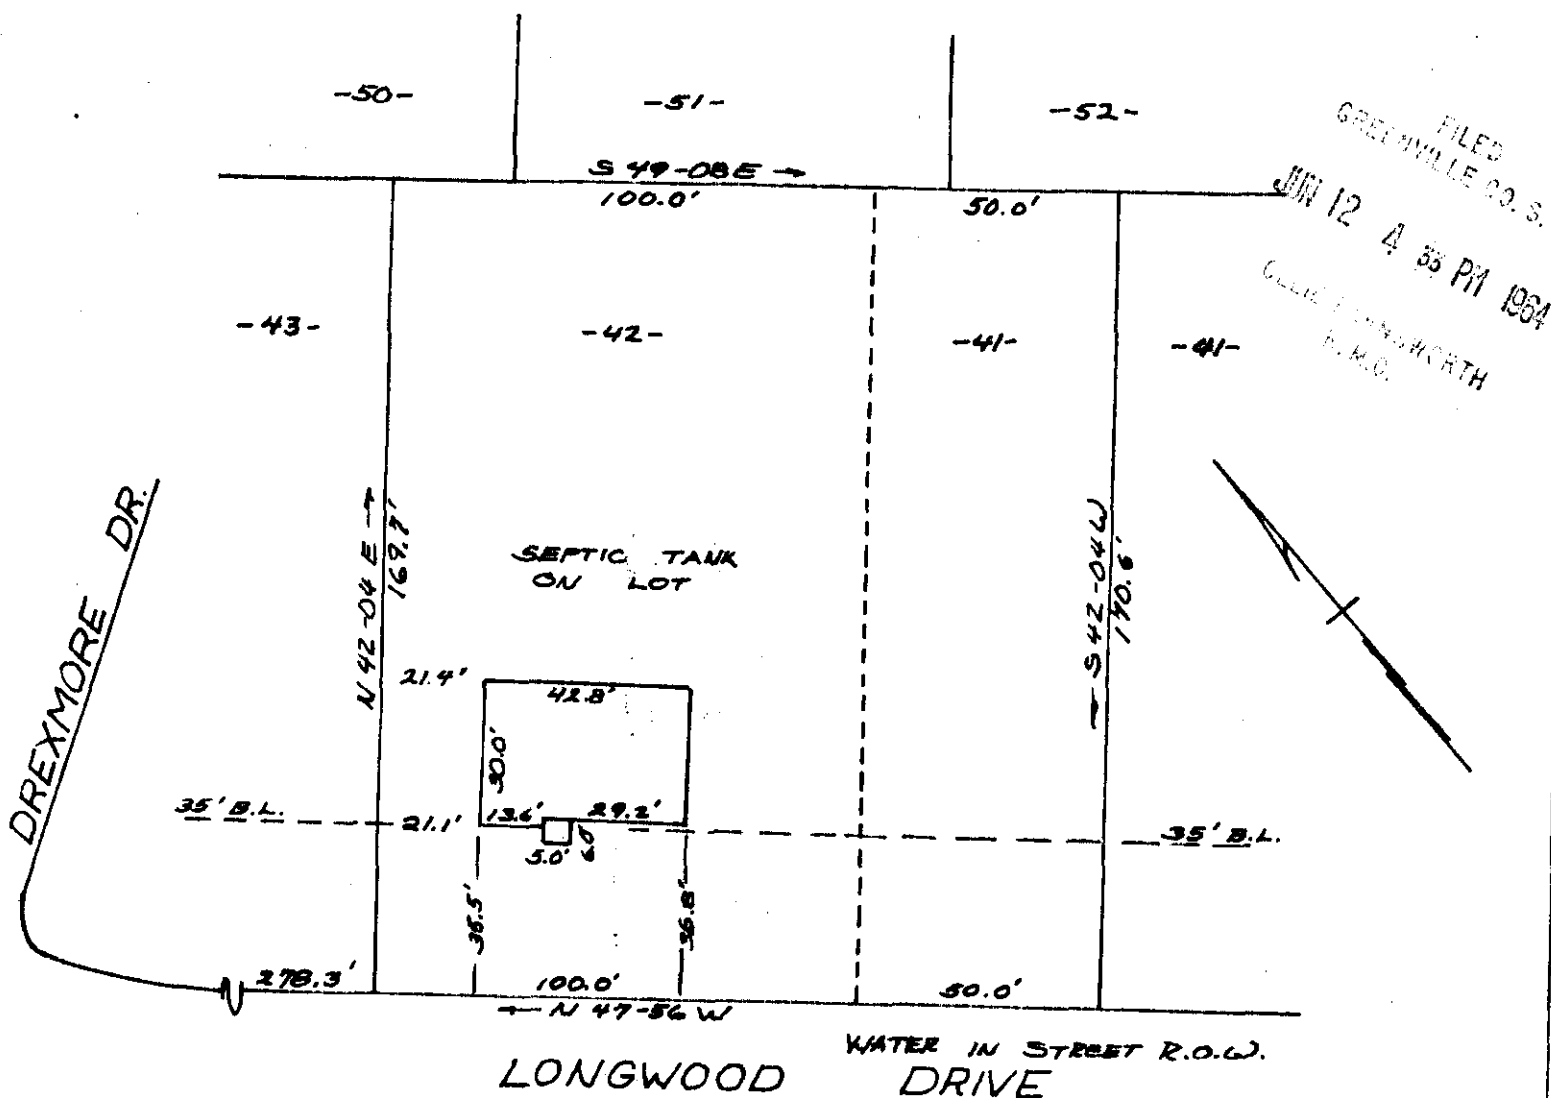 -50-
-51-
-52-
FILED
GREENVILLE CO. S.
JUN 12 4 35 PM 1964
R.M.C.
S 49-08E →
100.0'
50.0'
-43-
-42-
-41-
-41-
DREXMORE DR.
N 42-04 E →
169.7'
SEPTIC TANK
ON LOT
← S 42-04 W
170.6'
21.4'
42.8'
30.0'
35' B.L.
21.1'
13.6'
29.2'
5.0'
6.0'
35' B.L.
36.8'
278.3'
100.0'
50.0'
← N 47-56 W
WATER IN STREET R.O.W.
LONGWOOD DRIVE